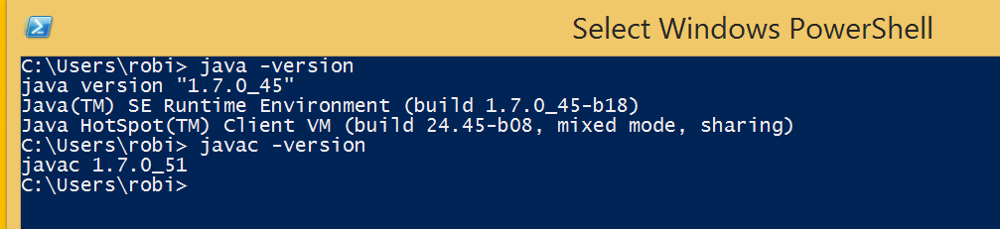 Select Windows PowerShell
C:\Users\robi> java -version
java version "1.7.0_45"
Java(TM) SE Runtime Environment (build 1.7.0_45-b18)
Java HotSpot(TM) Client VM (build 24.45-b08, mixed mode, sharing)
C:\Users\robi> javac -version
javac 1.7.0_51
C:\Users\robi>